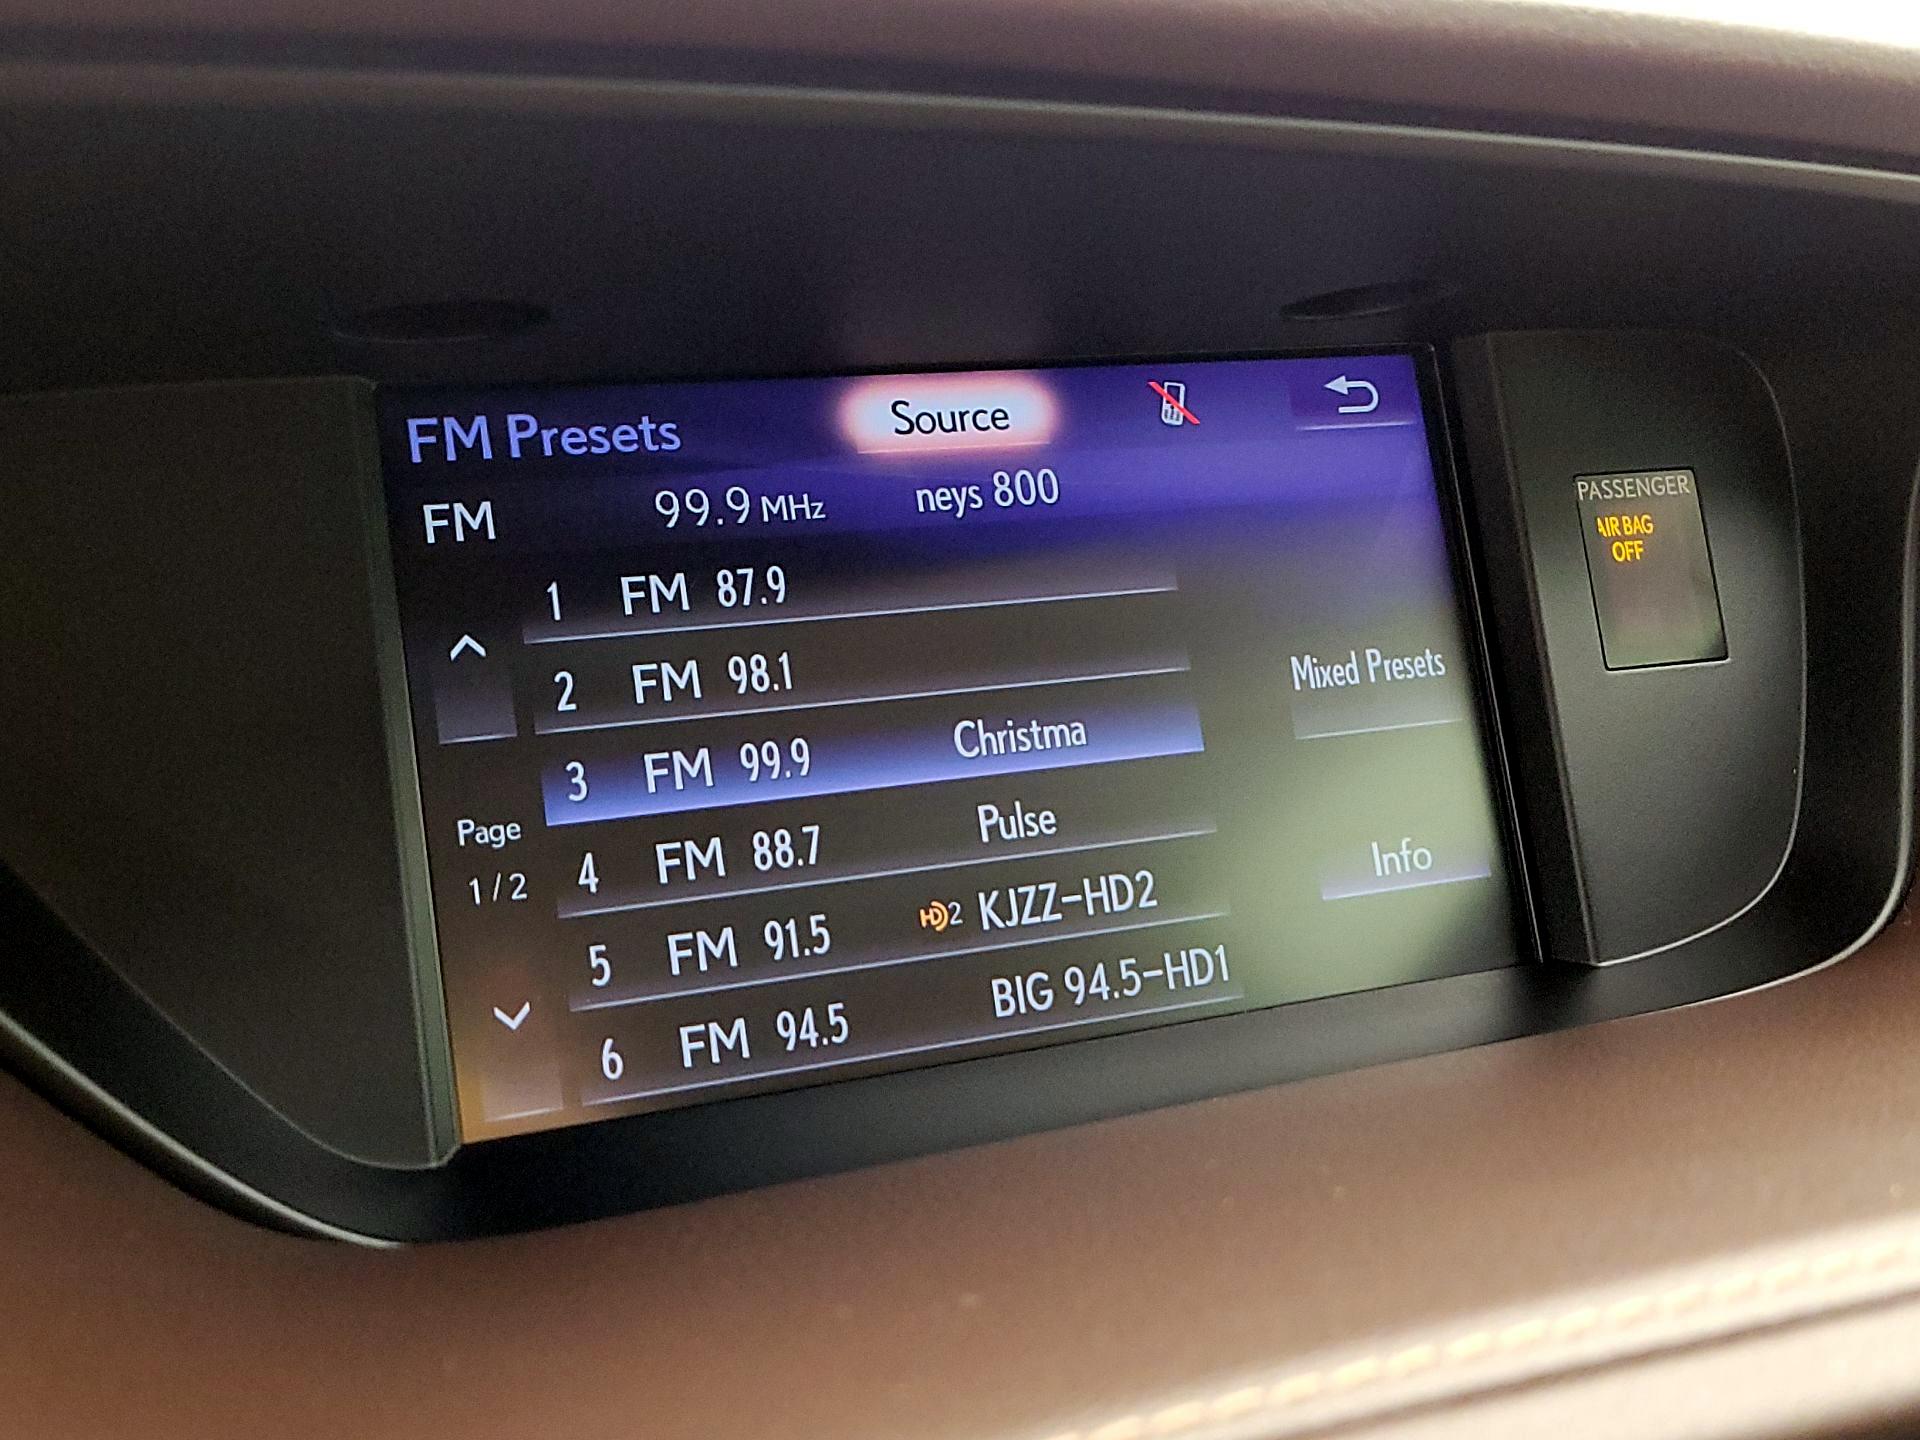 FM Presets Source
FM 99.9 MHz neys 800
1 FM 87.9
2 FM 98.1
3 FM 99.9 Christma
4 FM 88.7 Pulse
5 FM 91.5 HD2 KJZZ-HD2
6 FM 94.5 BIG 94.5-HD1
Page
1/2
Mixed Presets
Info
PASSENGER
AIR BAG
OFF